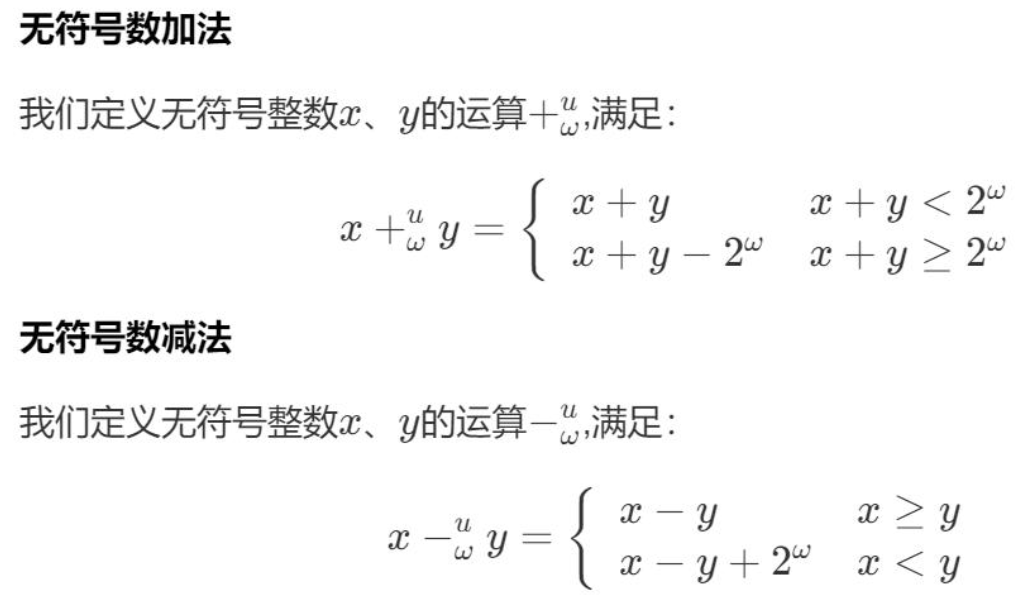 无符号数加法
我们定义无符号整数$x$、$y$的运算$+_{\omega}^{u}$,满足：
$x +_{\omega}^{u} y = \begin{cases} x + y & x + y < 2^{\omega} \\ x + y - 2^{\omega} & x + y \geq 2^{\omega} \end{cases}$
无符号数减法
我们定义无符号整数$x$、$y$的运算$-_{\omega}^{u}$,满足：
$x -_{\omega}^{u} y = \begin{cases} x - y & x \geq y \\ x - y + 2^{\omega} & x < y \end{cases}$